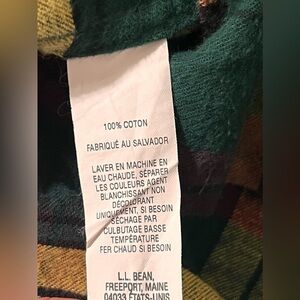 100% COTON
FABRIQUÉ AU SALVADOR
LAVER EN MACHINE EN
EAU CHAUDE, SÉPARER
LES COULEURS AGENT
BLANCHISSANT NON
DÉCOLORANT
UNIQUEMENT, SI BESOIN
SÉCHAGE PAR
CULBUTAGE BASSE
TEMPÉRATURE
FER CHAUD SI BESOIN
L.L. BEAN,
FREEPORT, MAINE
04033 ÉTATS-UNIS